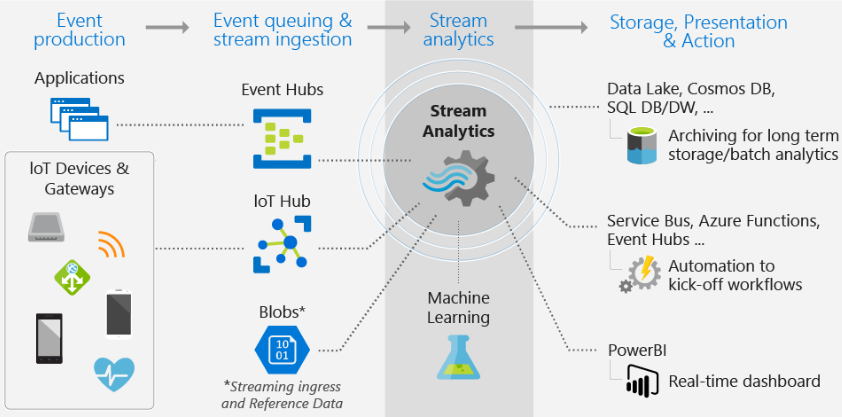 Event
production
Event queuing &
stream ingestion
Stream
analytics
Storage, Presentation
& Action
Applications
IoT Devices &
Gateways
Event Hubs
IoT Hub
Blobs*
10
01
*Streaming ingress
and Reference Data
Stream
Analytics
Machine
Learning
Data Lake, Cosmos DB,
SQL DB/DW, ...
Archiving for long term
storage/batch analytics
Service Bus, Azure Functions,
Event Hubs ...
Automation to
kick-off workflows
PowerBI
Real-time dashboard